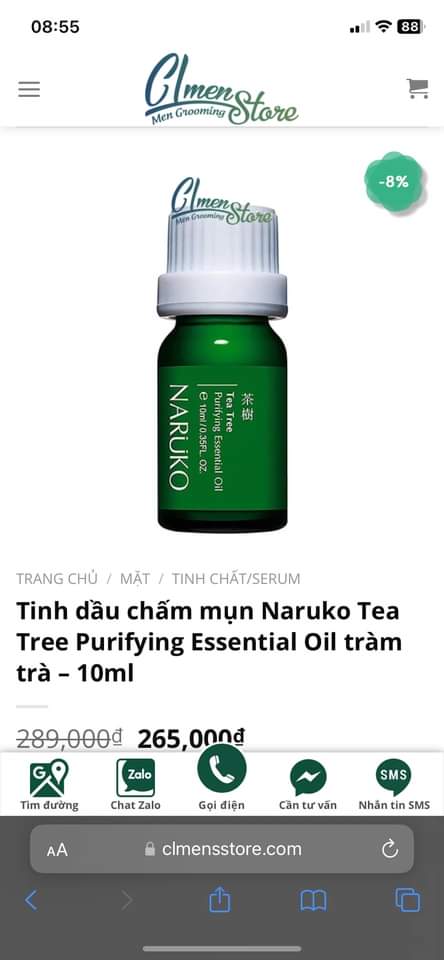 08:55
88
Clmen Store
Men Grooming
-8%
Clmen Store
Men Grooming
茶樹
Tea Tree
Purifying Essential Oil
℮ 10ml/0.35FL. OZ.
NARUKO
TRANG CHỦ / MẶT / TINH CHẤT/SERUM
Tinh dầu chấm mụn Naruko Tea
Tree Purifying Essential Oil tràm
trà – 10ml
289,000₫ 265,000₫
G
Zalo
SMS
Tìm đường
Chat Zalo
Gọi điện
Cần tư vấn
Nhắn tin SMS
AA
clmensstore.com